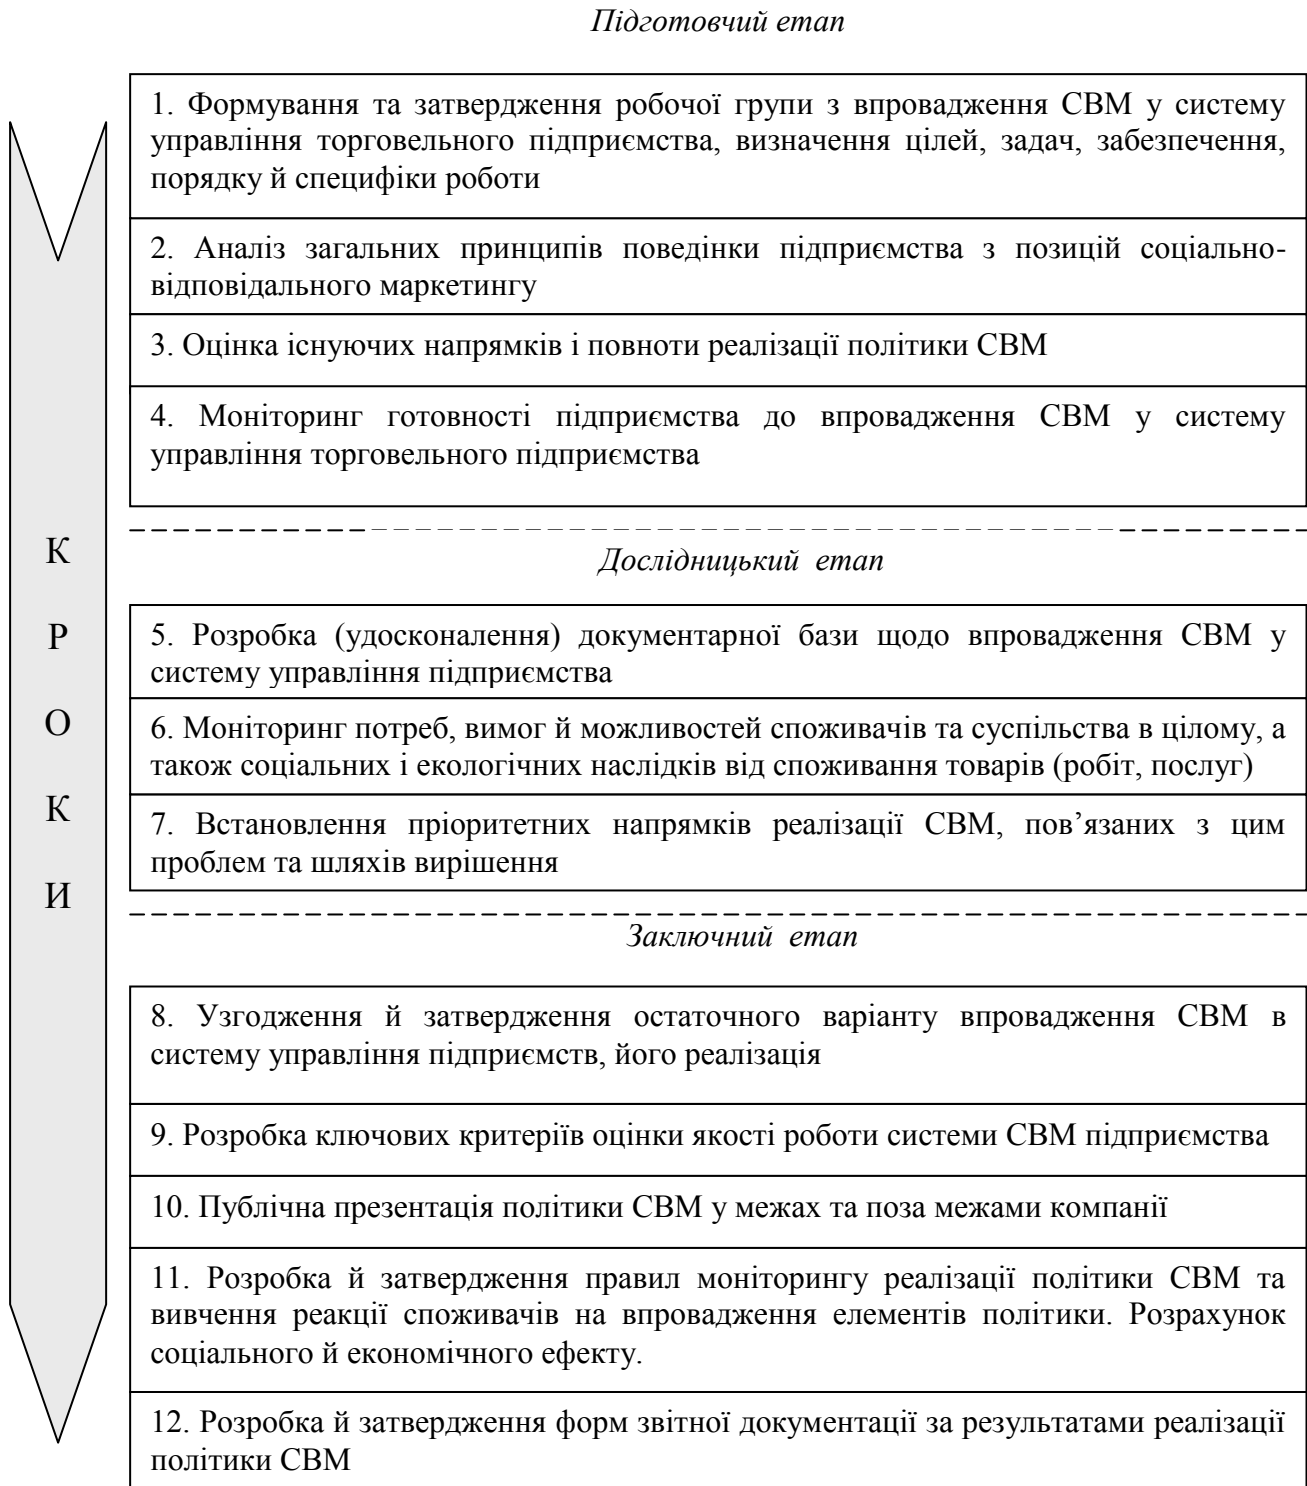 Підготовчий етап
1. Формування та затвердження робочої групи з впровадження СВМ у систему
управління торговельного підприємства, визначення цілей, задач, забезпечення,
порядку й специфіки роботи
2. Аналіз загальних принципів поведінки підприємства з позицій соціально-
відповідального маркетингу
3. Оцінка існуючих напрямків і повноти реалізації політики СВМ
4. Моніторинг готовності підприємства до впровадження СВМ у систему
управління торговельного підприємства
Дослідницький етап
5. Розробка (удосконалення) документарної бази щодо впровадження СВМ у
систему управління підприємства
6. Моніторинг потреб, вимог й можливостей споживачів та суспільства в цілому, а
також соціальних і екологічних наслідків від споживання товарів (робіт, послуг)
7. Встановлення пріоритетних напрямків реалізації СВМ, пов’язаних з цим
проблем та шляхів вирішення
Заключний етап
8. Узгодження й затвердження остаточного варіанту впровадження СВМ в
систему управління підприємств, його реалізація
9. Розробка ключових критеріїв оцінки якості роботи системи СВМ підприємства
10. Публічна презентація політики СВМ у межах та поза межами компанії
11. Розробка й затвердження правил моніторингу реалізації політики СВМ та
вивчення реакції споживачів на впровадження елементів політики. Розрахунок
соціального й економічного ефекту.
12. Розробка й затвердження форм звітної документації за результатами реалізації
політики СВМ
К
Р
О
К
И